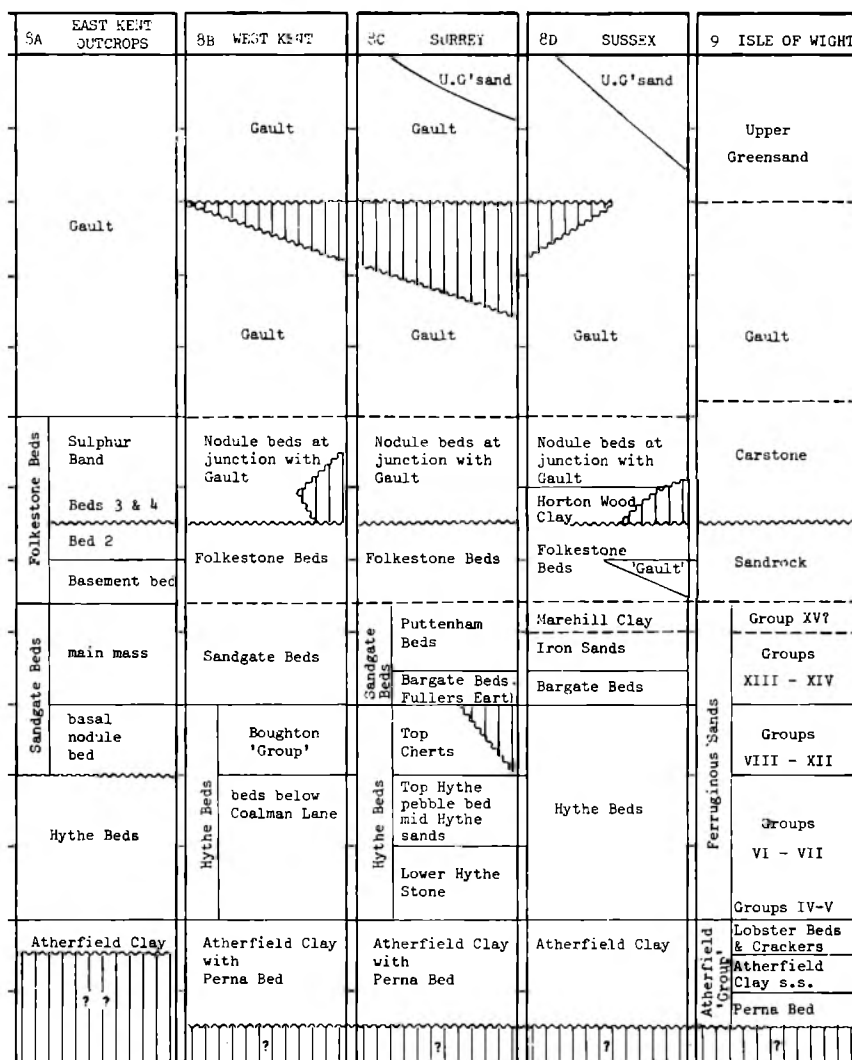 8A EAST KENT
OUTCROPS
Gault
Folkestone Beds
Sulphur
Band
Beds 3 & 4
Bed 2
Basement bed
Sandgate Beds
main mass
basal
nodule
bed
Hythe Beds
Atherfield Clay
? ?
8B WEST KENT
Gault
Gault
Nodule beds at
junction with
Gault
Folkestone Beds
Sandgate Beds
Hythe Beds
Boughton
'Group'
beds below
Coalman Lane
Atherfield Clay
with
Perna Bed
?
8C SURREY
U.G'sand
Gault
Gault
Nodule beds at
junction with
Gault
Folkestone Beds
Sandgate
Beds
Puttenham
Beds
Bargate Beds
Fullers Earth
Hythe Beds
Top
Cherts
Top Hythe
pebble bed
mid Hythe
sands
Lower Hythe
Stone
Atherfield Clay
with
Perna Bed
?
8D SUSSEX
U.G'sand
Gault
Nodule beds at
junction with
Gault
Horton Wood
Clay
Folkestone
Beds
'Gault'
Marehill Clay
Iron Sands
Bargate Beds
Hythe Beds
Atherfield Clay
?
9 ISLE OF WIGHT
Upper
Greensand
Gault
Carstone
Sandrock
Ferruginous Sands
Group XV?
Groups
XIII - XIV
Groups
VIII - XII
Groups
VI - VII
Groups IV-V
Atherfield
'Group'
Lobster Beds
& Crackers
Atherfield
Clay s.s.
Perna Bed
?